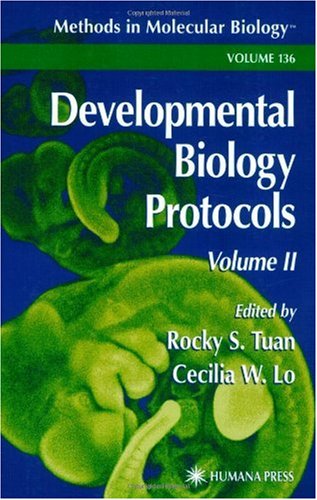 Methods in Molecular Biology™
VOLUME 136
Developmental
Biology
Protocols
Volume II
Edited by
Rocky S. Tuan
Cecilia W. Lo
HUMANA PRESS